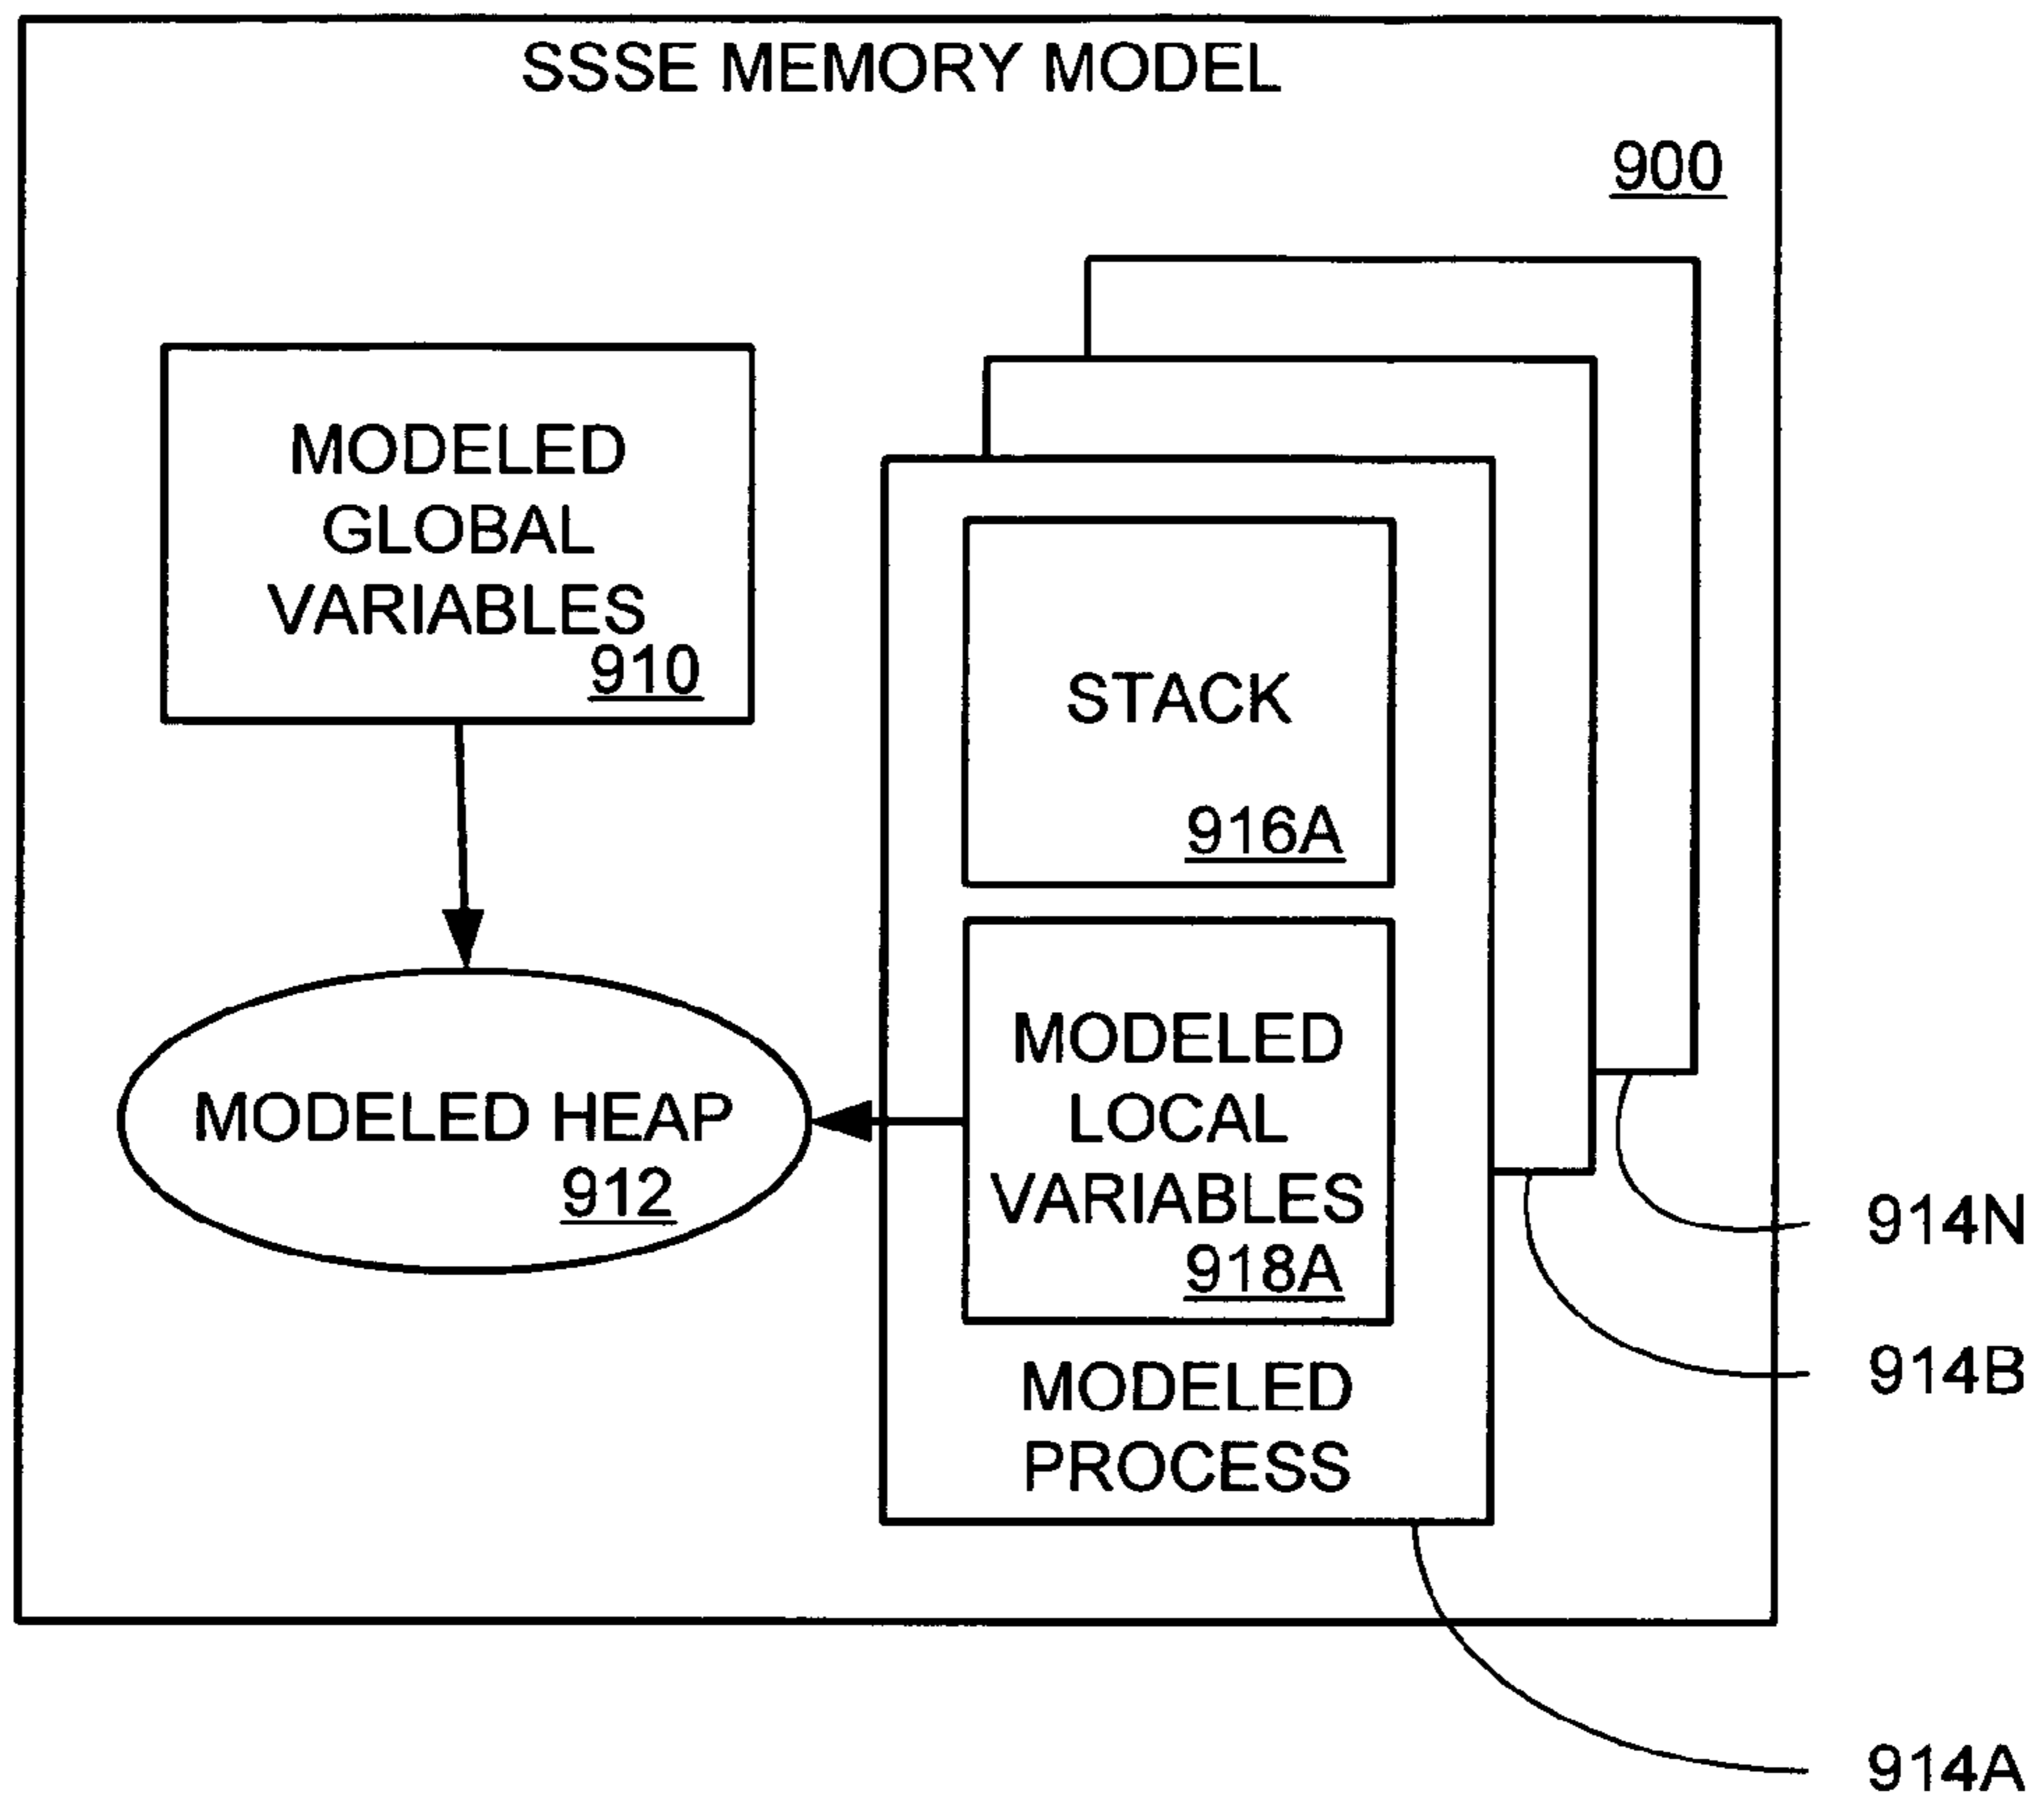 SSSE MEMORY MODEL
900
MODELED
GLOBAL
VARIABLES
910
STACK
916A
MODELED HEAP
912
MODELED
LOCAL
VARIABLES
918A
MODELED
PROCESS
914N
914B
914A